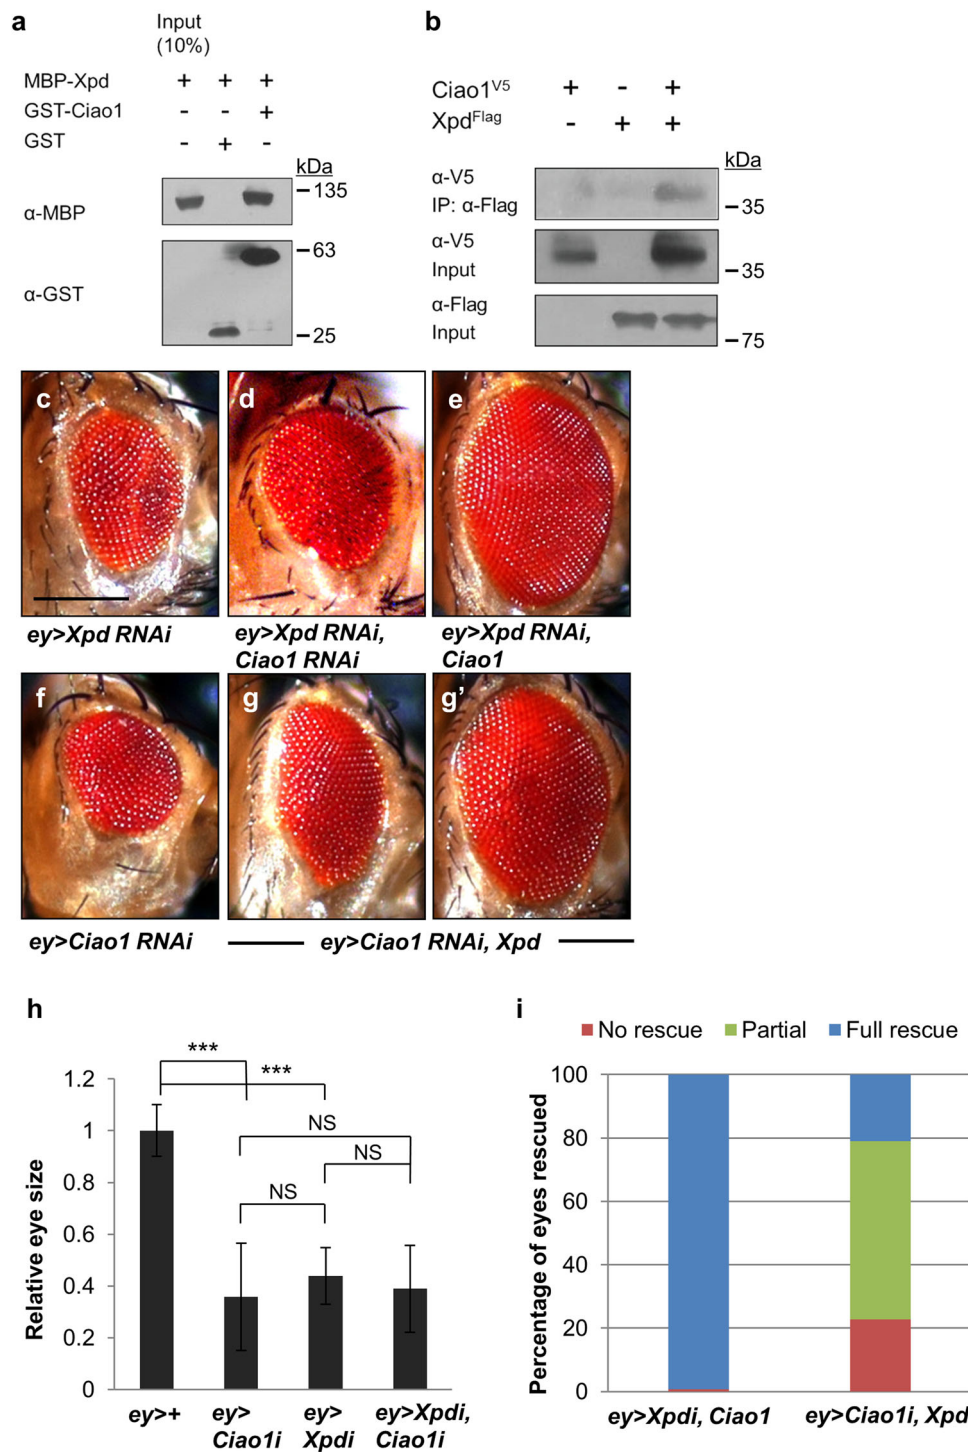 a
Input
(10%)
MBP-Xpd + + +
GST-Ciao1 - - +
GST - + -
kDa
α-MBP
135
α-GST
63
25
b
Ciao1V5 + - +
XpdFlag - + +
kDa
α-V5
IP: α-Flag
35
α-V5
Input
35
α-Flag
Input
75
c
d
e
ey>Xpd RNAi
ey>Xpd RNAi,
Ciao1 RNAi
ey>Xpd RNAi,
Ciao1
f
g
g'
ey>Ciao1 RNAi
ey>Ciao1 RNAi, Xpd
h
***
***
NS
NS
NS
Relative eye size
1.2
1
0.8
0.6
0.4
0.2
0
ey>+
ey>
Ciao1i
ey>
Xpdi
ey>Xpdi,
Ciao1i
i
No rescue Partial Full rescue
Percentage of eyes rescued
100
80
60
40
20
0
ey>Xpdi, Ciao1
ey>Ciao1i, Xpd